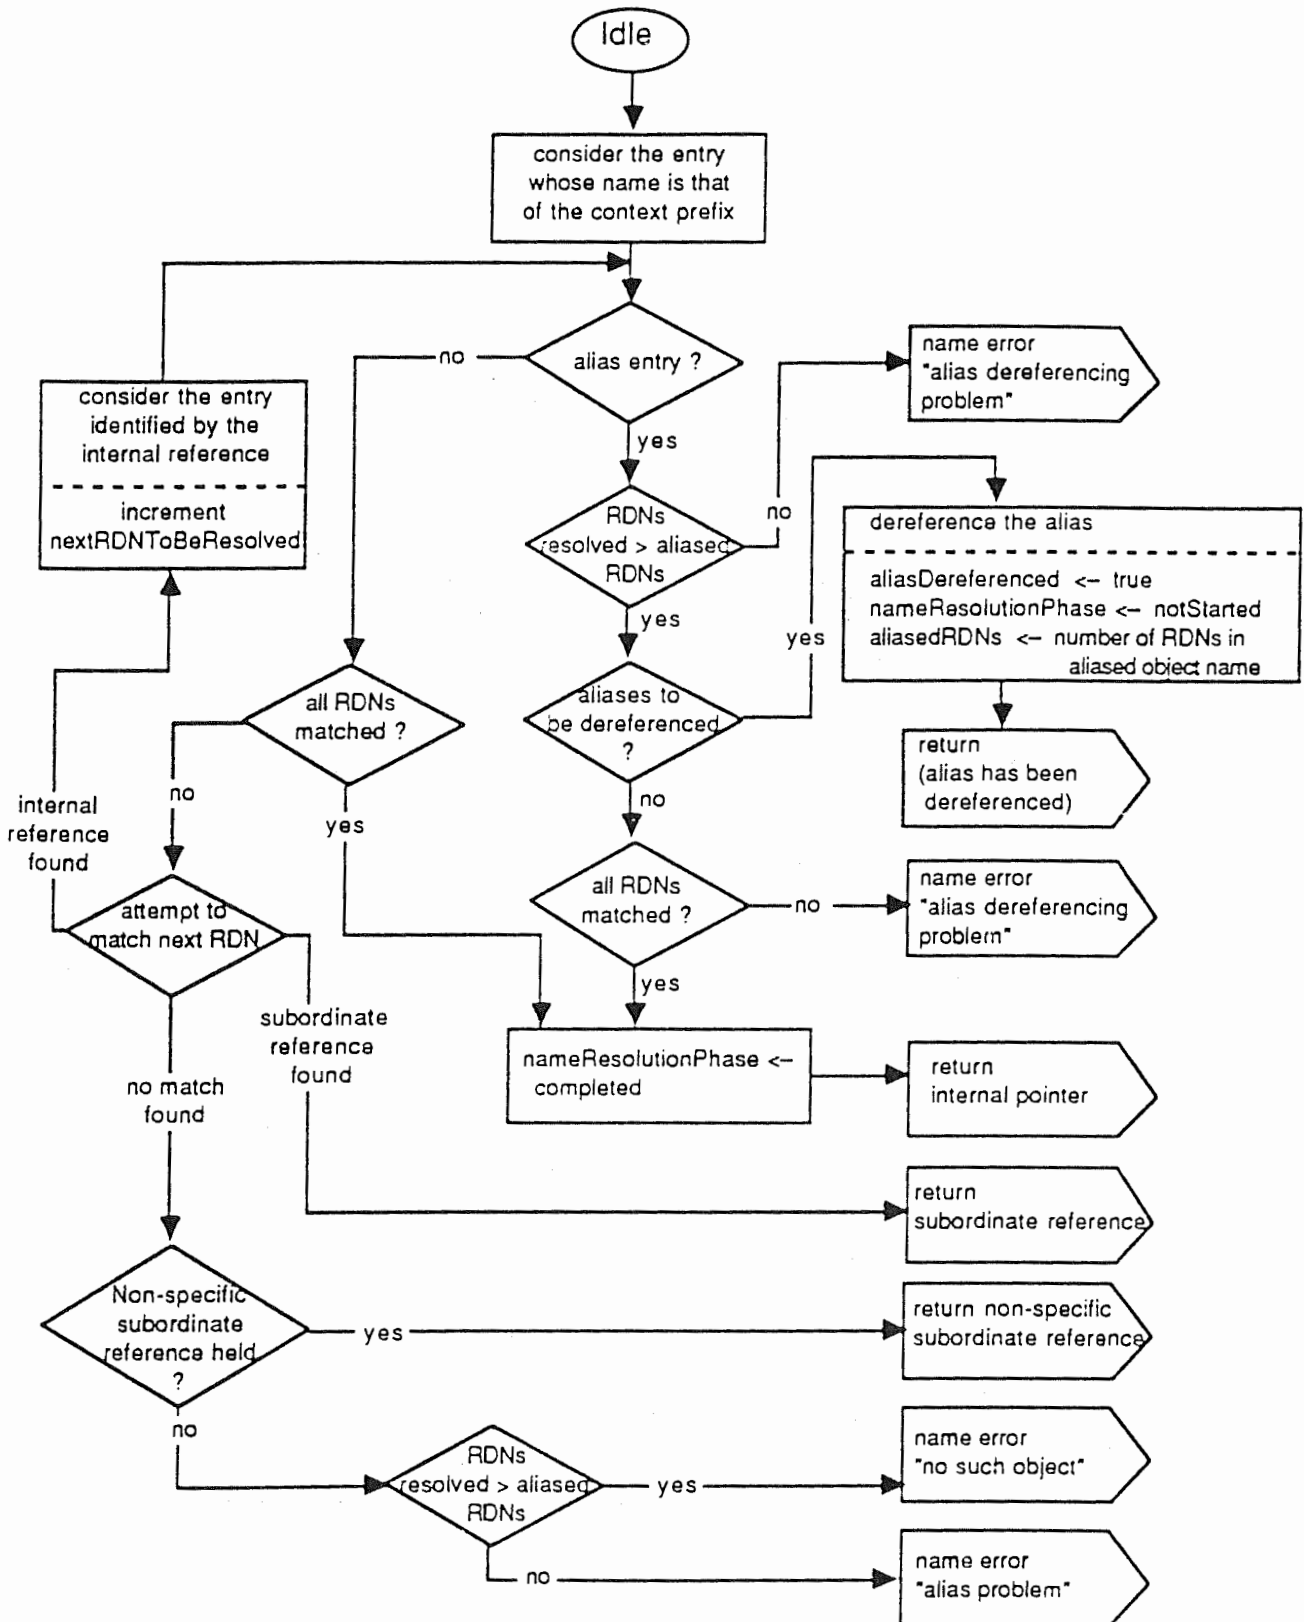 Idle
consider the entry
whose name is that
of the context prefix
no
alias entry ?
name error
"alias dereferencing
problem"
consider the entry
identified by the
internal reference
increment
nextRDNToBeResolved
yes
RDNs
resolved > aliased
RDNs
no
dereference the alias
aliasDereferenced <- true
nameResolutionPhase <- notStarted
aliasedRDNs <- number of RDNs in
aliased object name
yes
yes
all RDNs
matched ?
aliases to
be dereferenced
?
return
(alias has been
dereferenced)
internal
reference
found
no
yes
no
attempt to
match next RDN
all RDNs
matched ?
no
name error
"alias dereferencing
problem"
yes
subordinate
reference
found
no match
found
nameResolutionPhase <-
completed
return
internal pointer
return
subordinate reference
Non-specific
subordinate
reference held
?
yes
return non-specific
subordinate reference
no
RDNs
resolved > aliased
RDNs
yes
name error
"no such object"
no
name error
"alias problem"